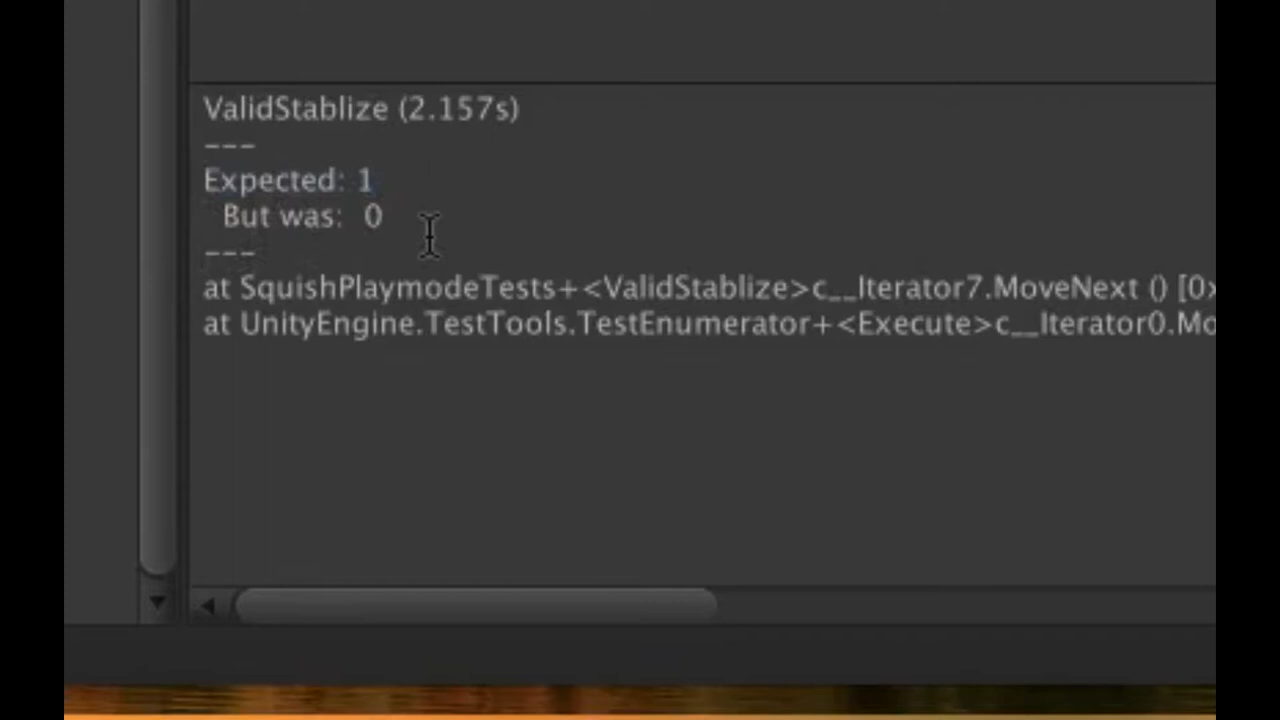 ValidStablize (2.157s)
---
Expected: 1
But was: 0
---
at SquishPlaymodeTests+<ValidStablize>c__Iterator7.MoveNext () [0x
at UnityEngine.TestTools.TestEnumerator+<Execute>c__Iterator0.Mo